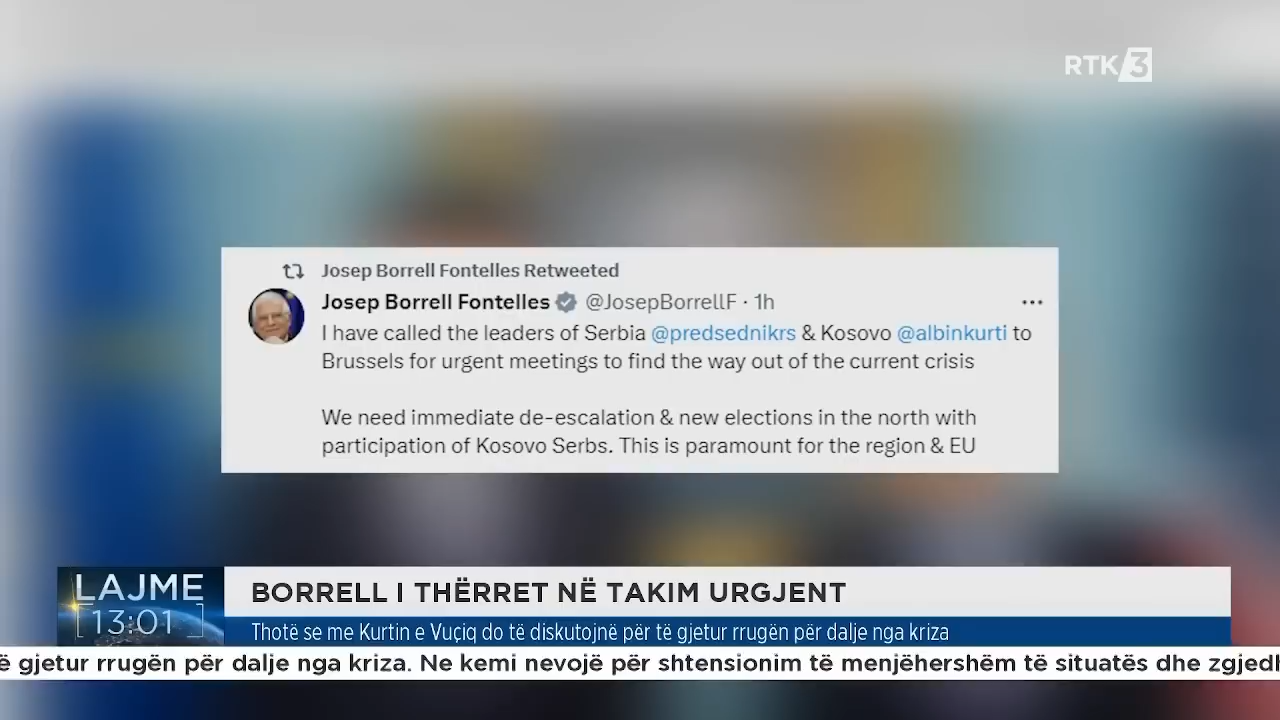 RTK 3
Josep Borrell Fontelles Retweeted
Josep Borrell Fontelles @JosepBorrellF · 1h
I have called the leaders of Serbia @predsednikrs & Kosovo @albinkurti to
Brussels for urgent meetings to find the way out of the current crisis
We need immediate de-escalation & new elections in the north with
participation of Kosovo Serbs. This is paramount for the region & EU
LAJME
13:01
BORRELL I THËRRET NË TAKIM URGJENT
Thotë se me Kurtin e Vuçiq do të diskutojnë për të gjetur rrugën për dalje nga kriza
ë gjetur rrugën për dalje nga kriza. Ne kemi nevojë për shtensionim të menjëhershëm të situatës dhe zgjedh